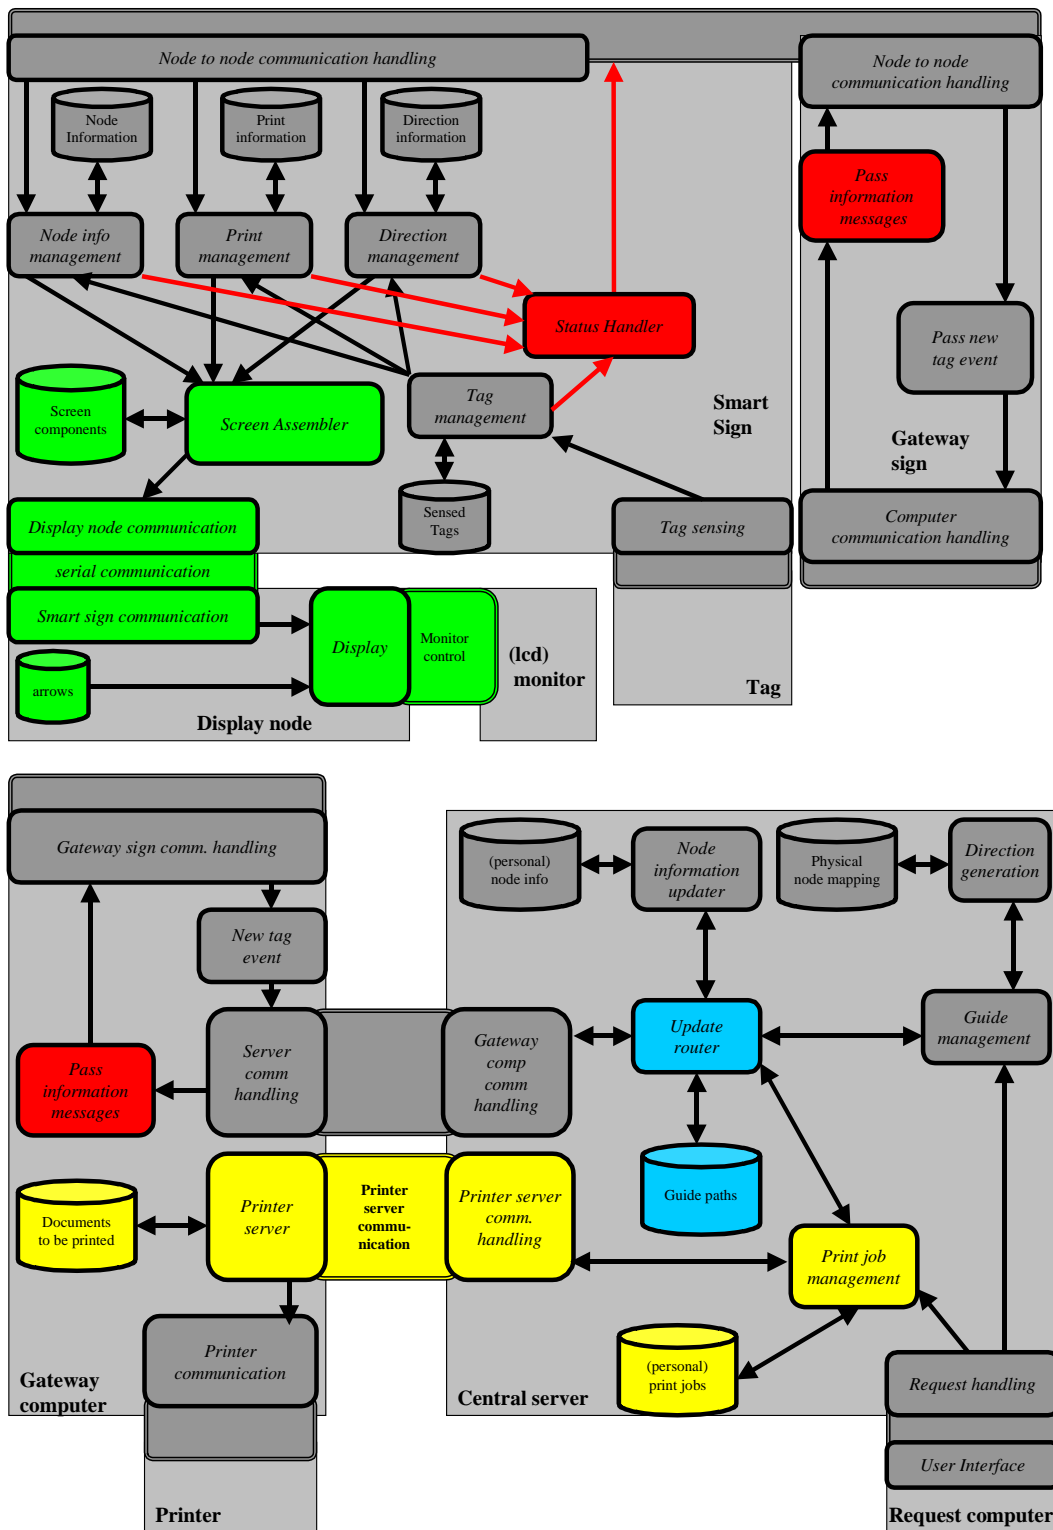 Node to node communication handling
Node to node
communication handling
Node
Information
Print
information
Direction
information
Pass
information
messages
Node info
management
Print
management
Direction
management
Status Handler
Pass new
tag event
Screen
components
Screen Assembler
Tag
management
Smart
Sign
Gateway
sign
Display node communication
Sensed
Tags
Tag sensing
Computer
communication handling
serial communication
Smart sign communication
Display
Monitor
control
(lcd)
monitor
arrows
Tag
Display node
Gateway sign comm. handling
(personal)
node info
Node
information
updater
Physical
node mapping
Direction
generation
New tag
event
Server
comm
handling
Gateway
comp
comm
handling
Update
router
Guide
management
Pass
information
messages
Documents
to be printed
Printer
server
Printer
server
commu-
nication
Printer server
comm.
handling
Guide paths
Print job
management
Printer
communication
(personal)
print jobs
Gateway
computer
Central server
Request handling
User Interface
Printer
Request computer